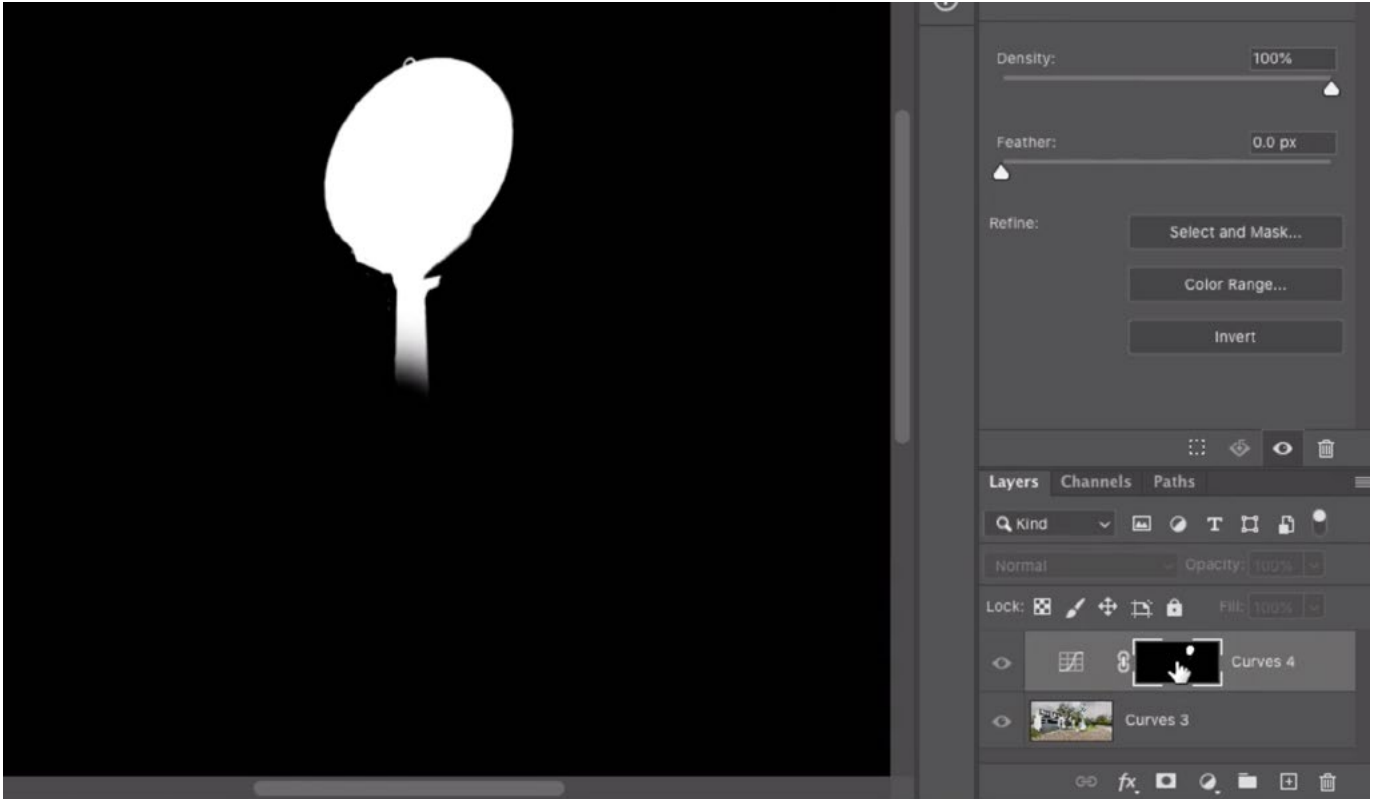 Density: 100%
Feather: 0.0 px
Refine: Select and Mask...
Color Range...
Invert
Layers Channels Paths
Kind
Normal Opacity: 100%
Lock: Fill: 100%
Curves 4
Curves 3
fx